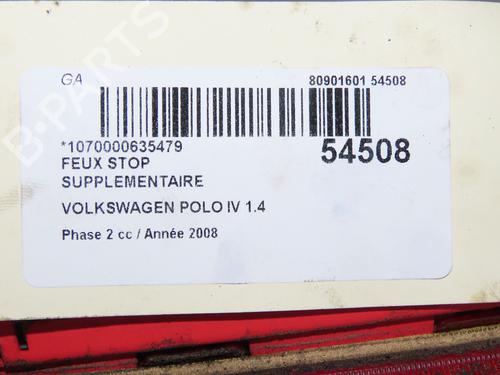 GA
80901601 54508
*1070000635479
54508
FEUX STOP
SUPPLEMENTAIRE
VOLKSWAGEN POLO IV 1.4
Phase 2 cc / Année 2008
B-PARTS